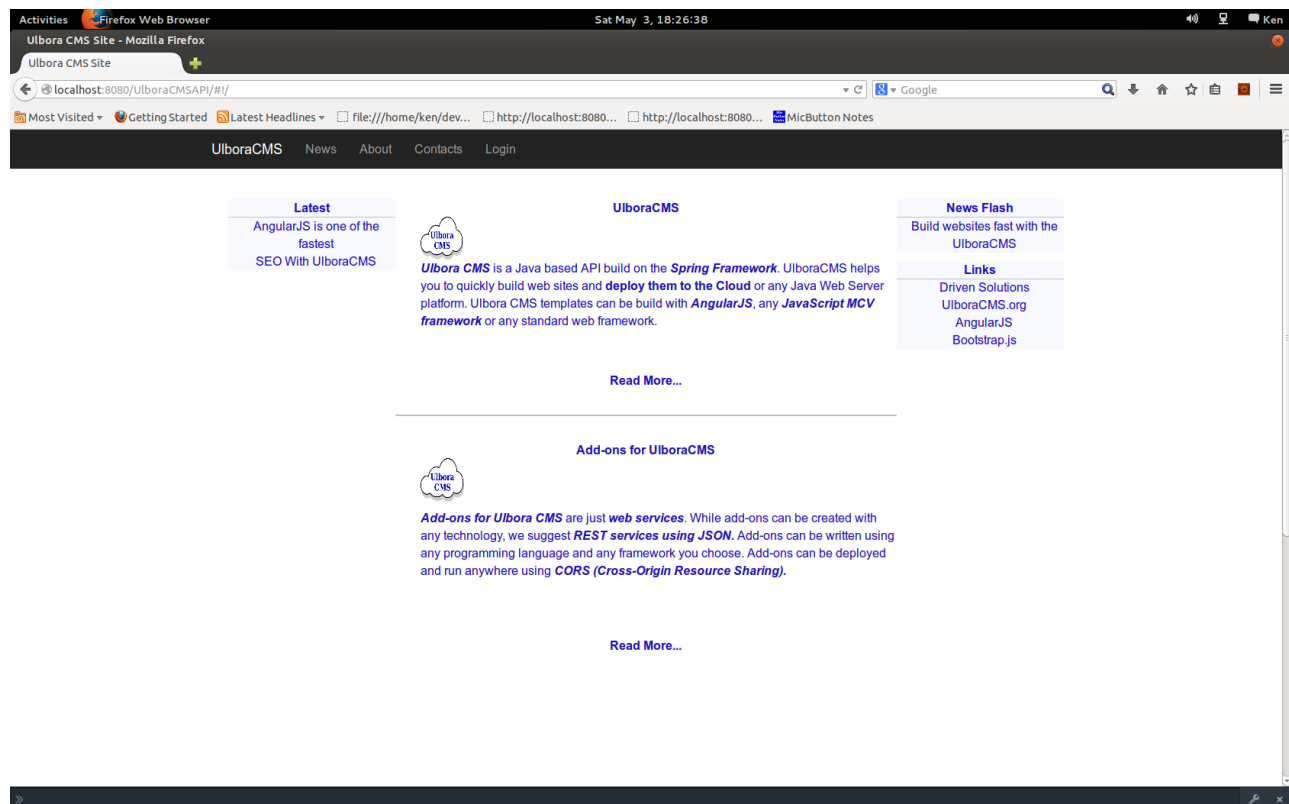 Activities Firefox Web Browser Sat May 3, 18:26:38 Ken
Ulbora CMS Site - Mozilla Firefox
Ulbora CMS Site
localhost:8080/UlboraCMSAPI/#!/ Google
Most Visited Getting Started Latest Headlines file:///home/ken/dev... http://localhost:8080... http://localhost:8080... MicButton Notes
UlboraCMS News About Contacts Login
Latest
AngularJS is one of the
fastest
SEO With UlboraCMS
UlboraCMS
Ulbora
CMS
Ulbora CMS is a Java based API build on the Spring Framework. UlboraCMS helps
you to quickly build web sites and deploy them to the Cloud or any Java Web Server
platform. Ulbora CMS templates can be build with AngularJS, any JavaScript MCV
framework or any standard web framework.
Read More...
Add-ons for UlboraCMS
Ulbora
CMS
Add-ons for Ulbora CMS are just web services. While add-ons can be created with
any technology, we suggest REST services using JSON. Add-ons can be written using
any programming language and any framework you choose. Add-ons can be deployed
and run anywhere using CORS (Cross-Origin Resource Sharing).
Read More...
News Flash
Build websites fast with the
UlboraCMS
Links
Driven Solutions
UlboraCMS.org
AngularJS
Bootstrap.js